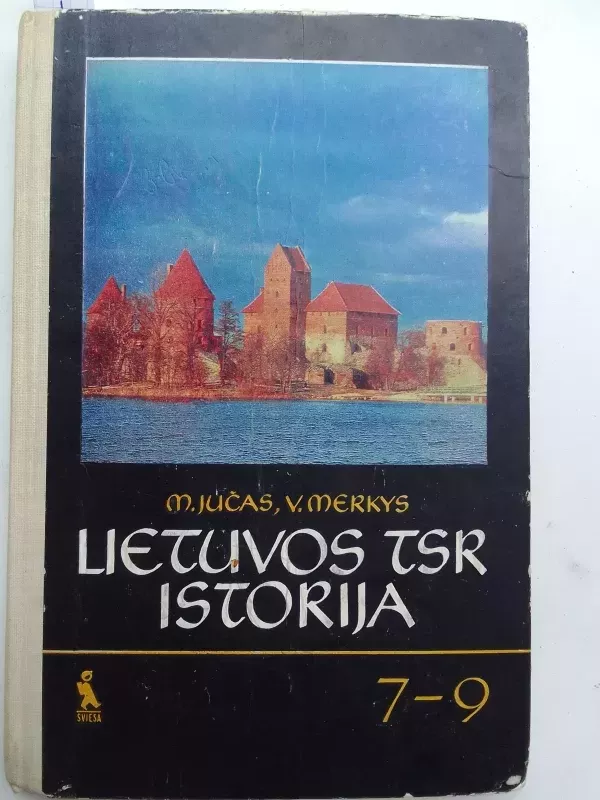 M. JUČAS, V. MERKYS
LIETUVOS TSR
ISTORIJA
ŠVIESA
7-9